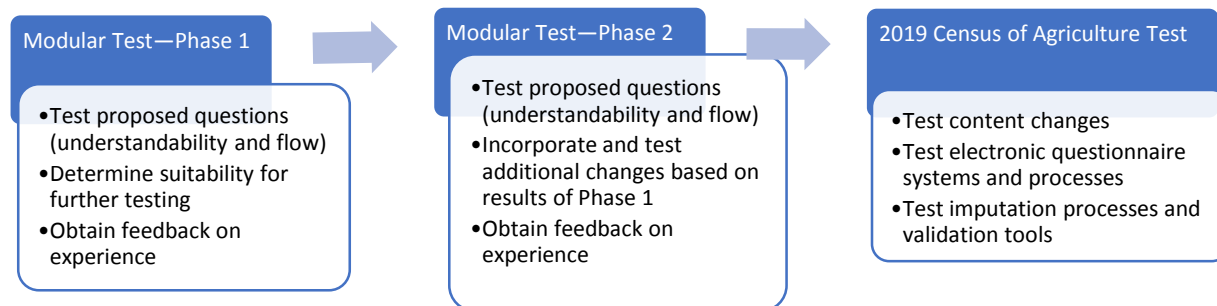 Modular Test—Phase 1
•Test proposed questions
(understandability and flow)
•Determine suitability for
further testing
•Obtain feedback on
experience
Modular Test—Phase 2
•Test proposed questions
(understandability and flow)
•Incorporate and test
additional changes based on
results of Phase 1
•Obtain feedback on
experience
2019 Census of Agriculture Test
•Test content changes
•Test electronic questionnaire
systems and processes
•Test imputation processes and
validation tools